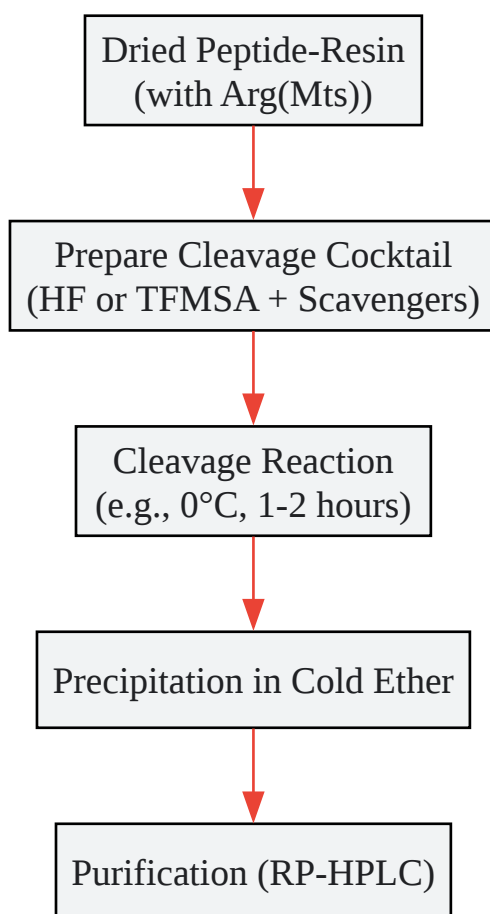 Dried Peptide-Resin
(with Arg(Mts))
Prepare Cleavage Cocktail
(HF or TFMSA + Scavengers)
Cleavage Reaction
(e.g., 0°C, 1-2 hours)
Precipitation in Cold Ether
Purification (RP-HPLC)